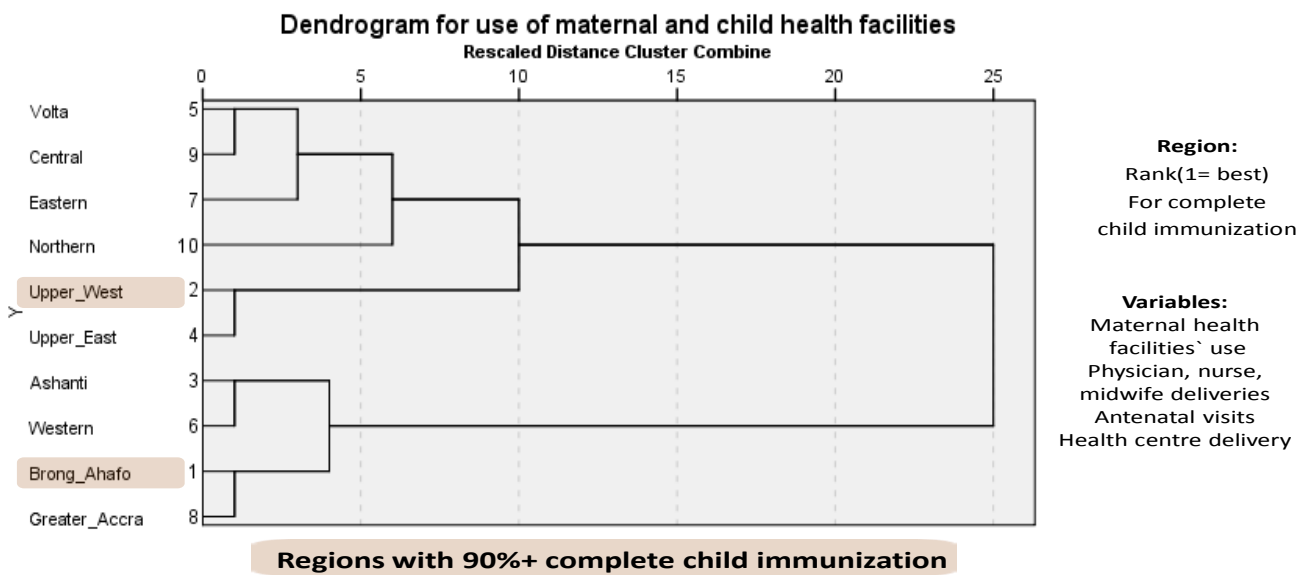 Dendrogram for use of maternal and child health facilities
Rescaled Distance Cluster Combine
0 5 10 15 20 25
Volta 5
Central 9
Eastern 7
Northern 10
Upper_West 2
Upper_East 4
Ashanti 3
Western 6
Brong_Ahafo 1
Greater_Accra 8
Y
Region:
Rank(1= best)
For complete
child immunization
Variables:
Maternal health
facilities` use
Physician, nurse,
midwife deliveries
Antenatal visits
Health centre delivery
Regions with 90%+ complete child immunization